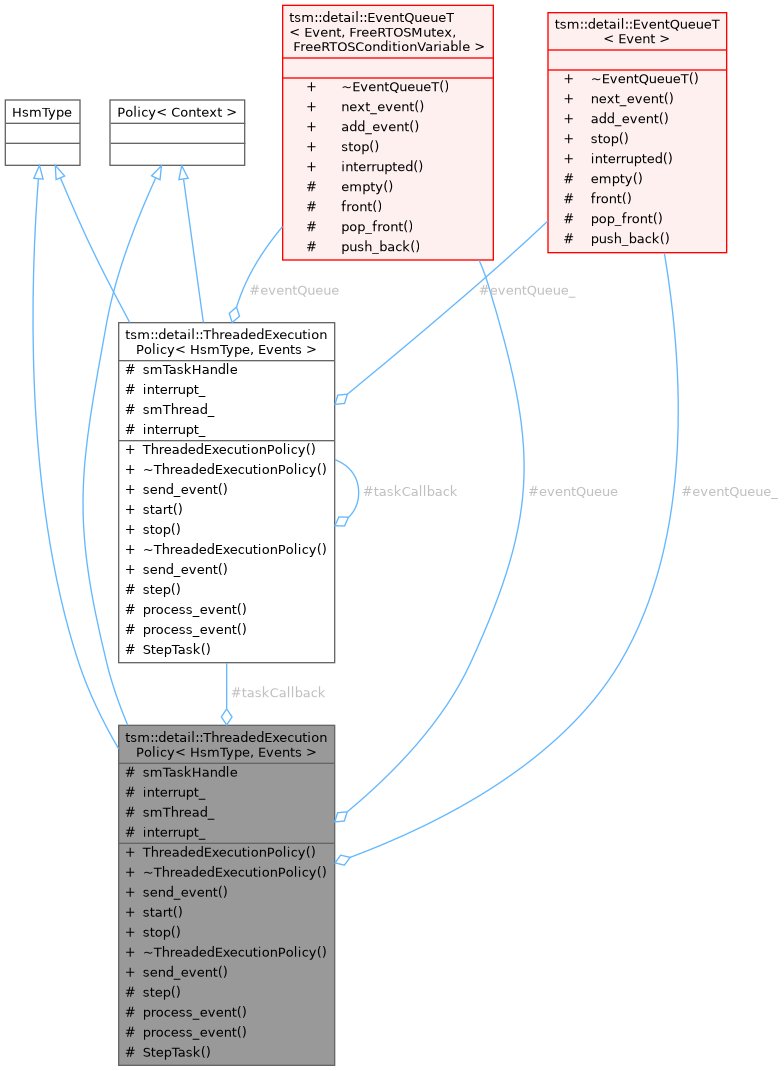 tsm::detail::EventQueueT
< Event, FreeRTOSMutex,
FreeRTOSConditionVariable >
+ ~EventQueueT()
+ next_event()
+ add_event()
+ stop()
+ interrupted()
# empty()
# front()
# pop_front()
# push_back()
tsm::detail::EventQueueT
< Event >
+ ~EventQueueT()
+ next_event()
+ add_event()
+ stop()
+ interrupted()
# empty()
# front()
# pop_front()
# push_back()
HsmType
Policy< Context >
#eventQueue
#eventQueue_
tsm::detail::ThreadedExecution
Policy< HsmType, Events >
# smTaskHandle
# interrupt_
# smThread_
# interrupt_
+ ThreadedExecutionPolicy()
+ ~ThreadedExecutionPolicy()
+ send_event()
+ start()
+ stop()
+ ~ThreadedExecutionPolicy()
+ send_event()
# step()
# process_event()
# process_event()
# StepTask()
#taskCallback
#eventQueue
#eventQueue_
#taskCallback
tsm::detail::ThreadedExecution
Policy< HsmType, Events >
# smTaskHandle
# interrupt_
# smThread_
# interrupt_
+ ThreadedExecutionPolicy()
+ ~ThreadedExecutionPolicy()
+ send_event()
+ start()
+ stop()
+ ~ThreadedExecutionPolicy()
+ send_event()
# step()
# process_event()
# process_event()
# StepTask()